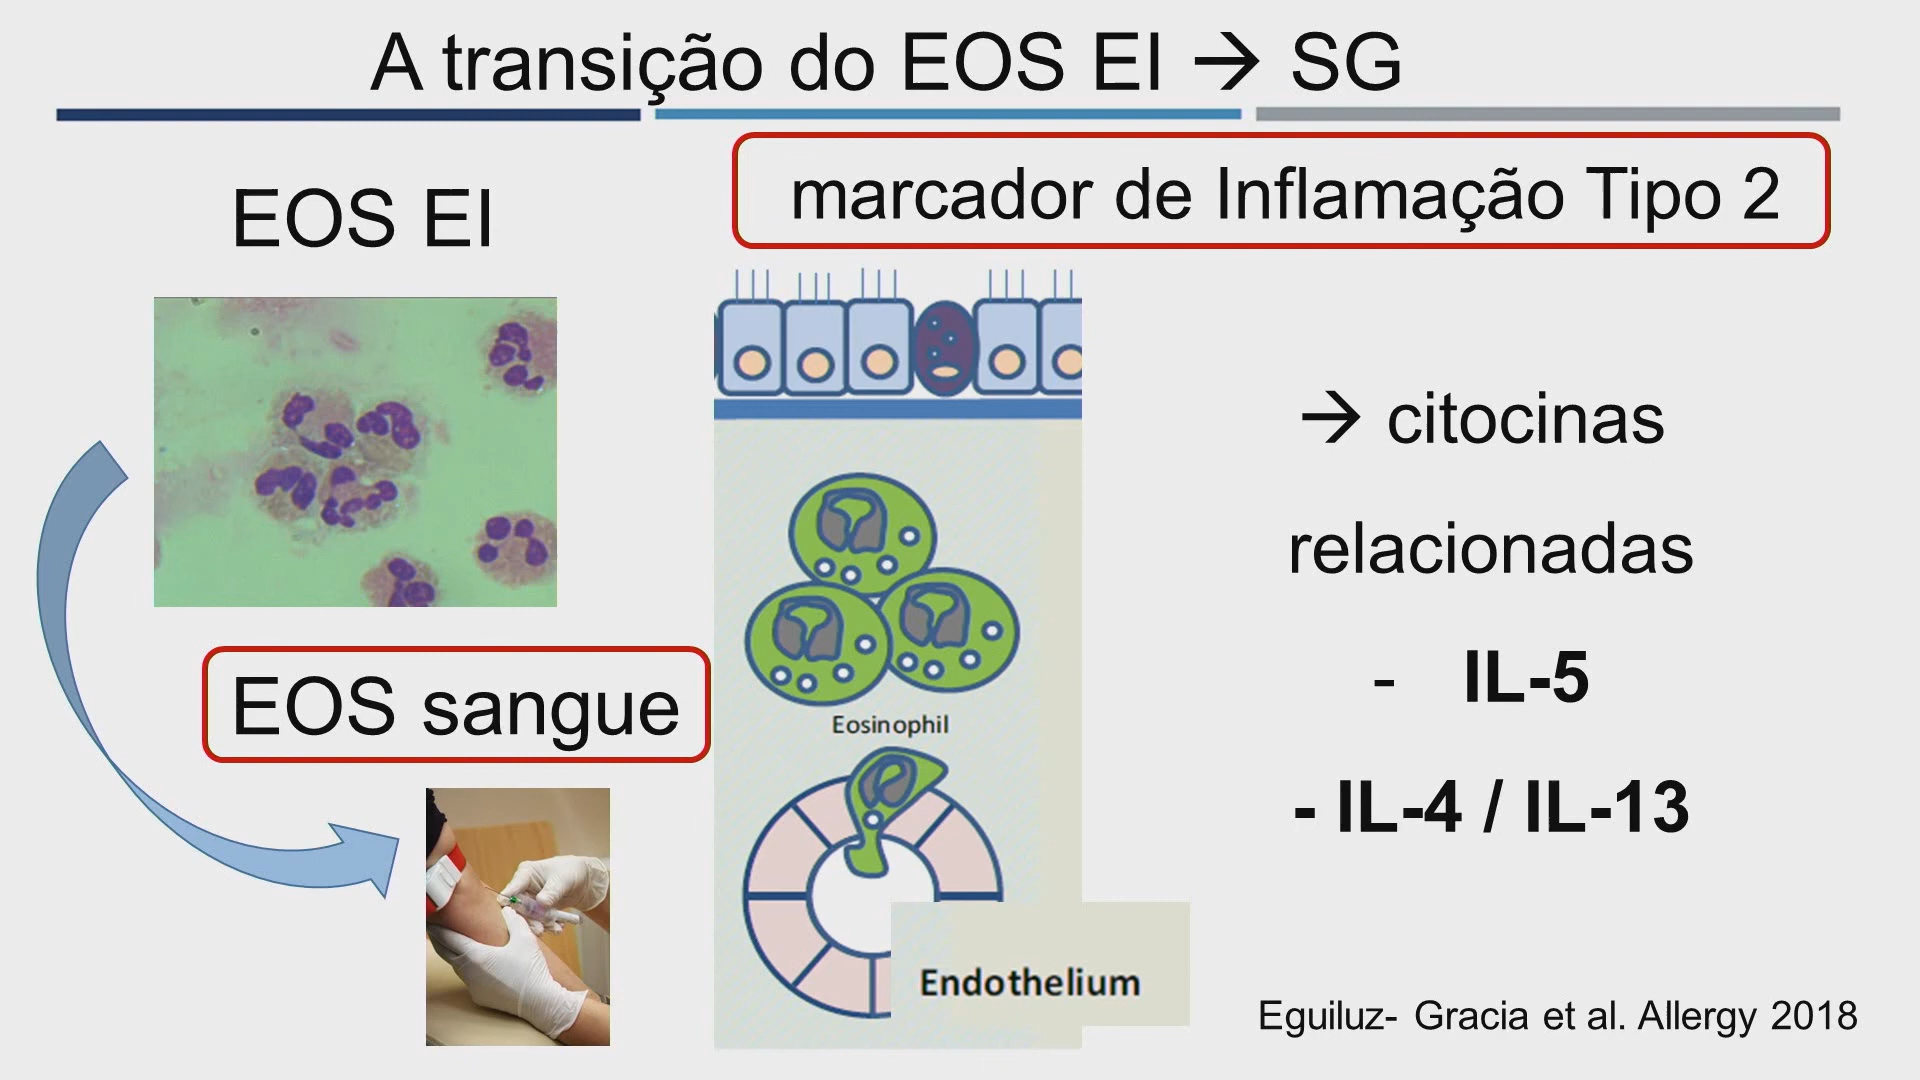 A transição do EOS EI → SG
EOS EI
marcador de Inflamação Tipo 2
→ citocinas
relacionadas
- IL-5
- IL-4 / IL-13
EOS sangue
Eosinophil
Endothelium
Eguiluz- Gracia et al. Allergy 2018